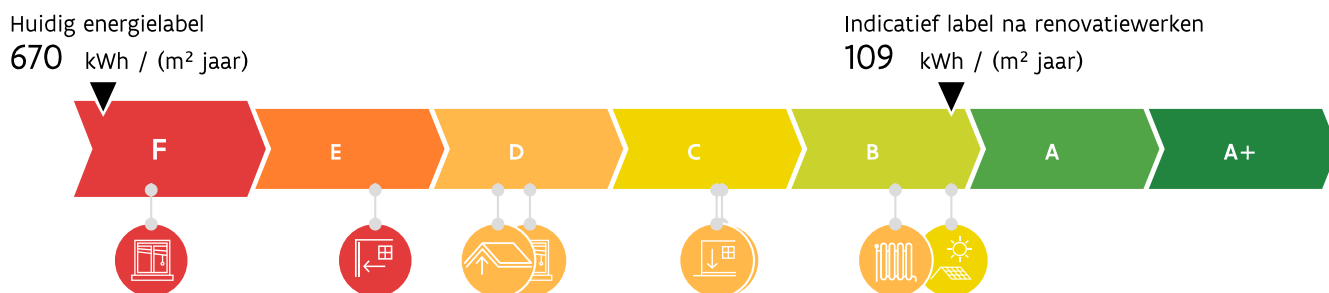 Huidig energielabel
670 kWh / (m² jaar)
Indicatief label na renovatiewerken
109 kWh / (m² jaar)
F E D C B A A+